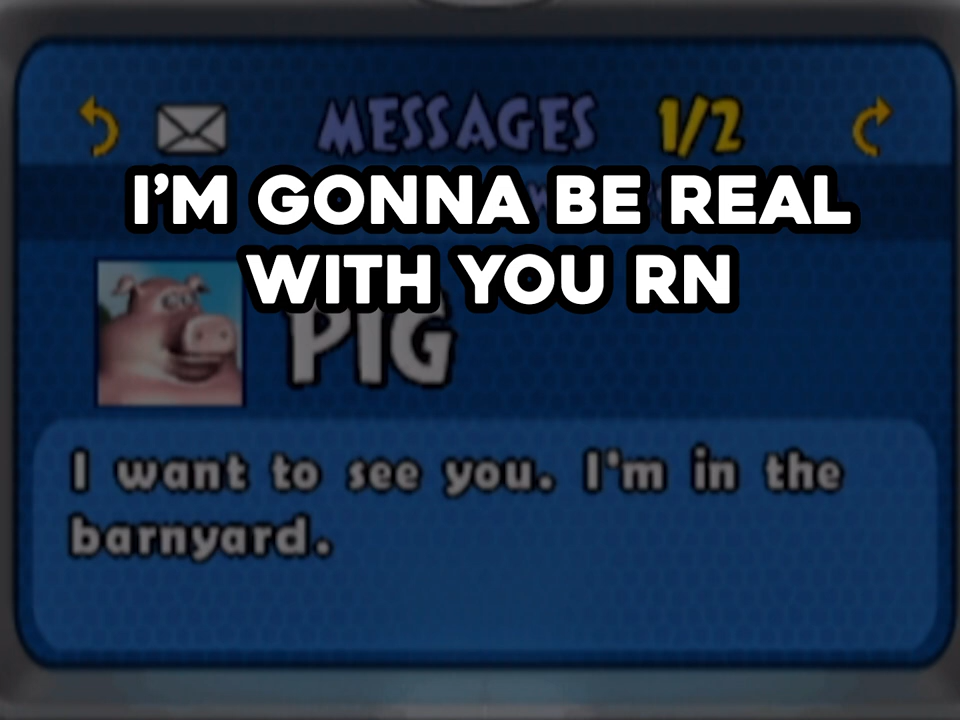 MESSAGES 1/2
I'M GONNA BE REAL
WITH YOU RN
PIG
I want to see you. I'm in the
barnyard.